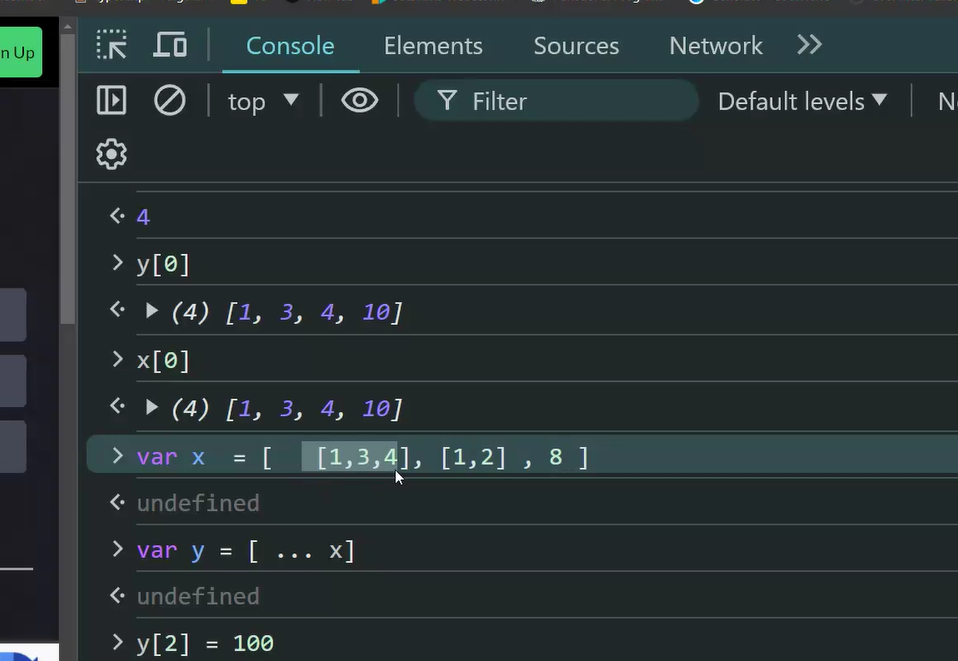 n Up
Console Elements Sources Network
top Filter Default levels
4
y[0]
(4) [1, 3, 4, 10]
x[0]
(4) [1, 3, 4, 10]
var x = [ [1,3,4], [1,2] , 8 ]
undefined
var y = [ ... x]
undefined
y[2] = 100